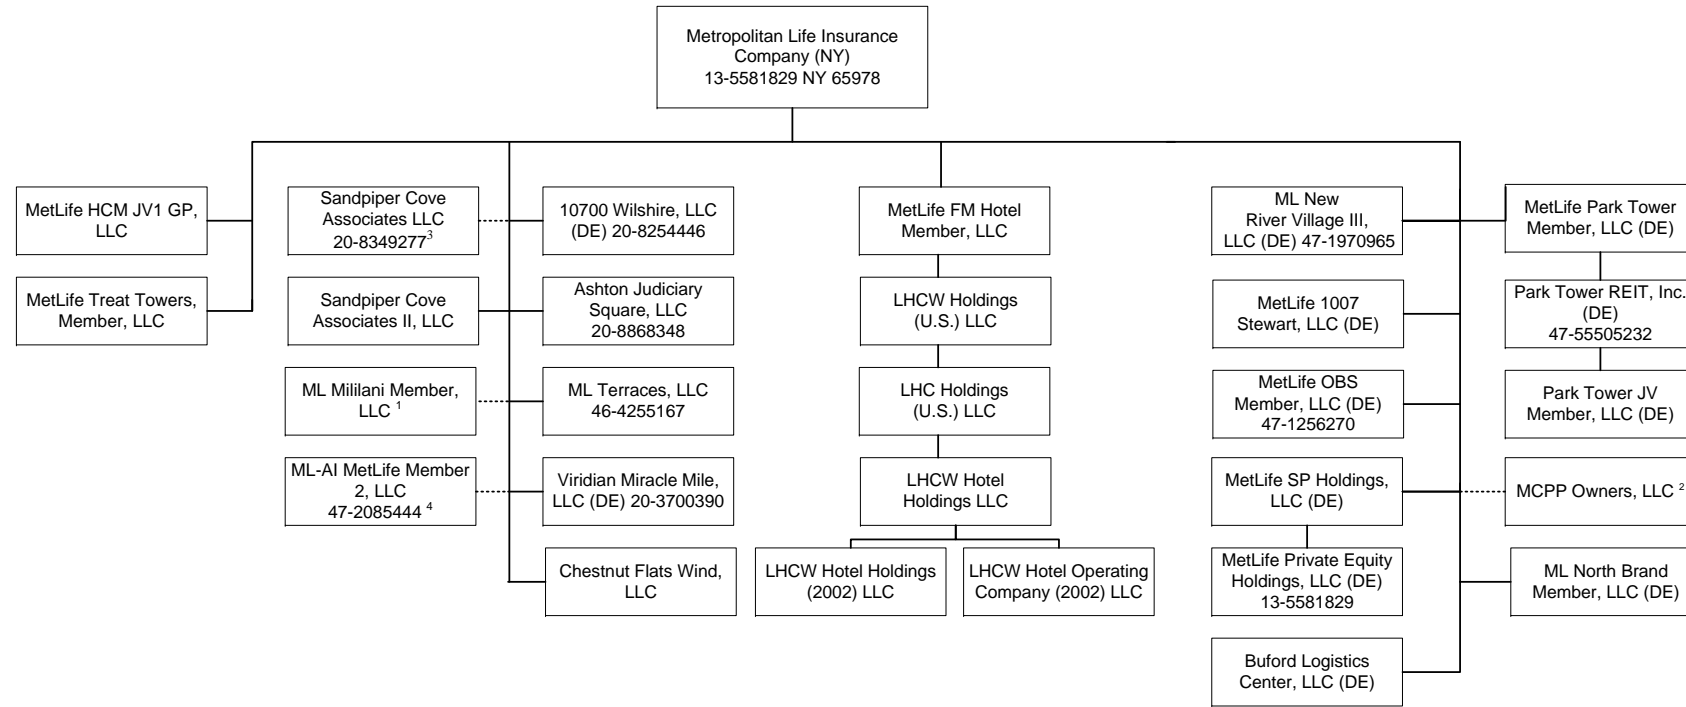 Metropolitan Life Insurance
Company (NY)
13-5581829 NY 65978
MetLife HCM JV1 GP,
LLC
MetLife Treat Towers,
Member, LLC
Sandpiper Cove
Associates LLC
20-8349277³
Sandpiper Cove
Associates II, LLC
ML Mililani Member,
LLC ¹
ML-AI MetLife Member
2, LLC
47-2085444 ⁴
10700 Wilshire, LLC
(DE) 20-8254446
Ashton Judiciary
Square, LLC
20-8868348
ML Terraces, LLC
46-4255167
Viridian Miracle Mile,
LLC (DE) 20-3700390
Chestnut Flats Wind,
LLC
MetLife FM Hotel
Member, LLC
LHCW Holdings
(U.S.) LLC
LHC Holdings
(U.S.) LLC
LHCW Hotel
Holdings LLC
LHCW Hotel Holdings
(2002) LLC
LHCW Hotel Operating
Company (2002) LLC
ML New
River Village III,
LLC (DE) 47-1970965
MetLife 1007
Stewart, LLC (DE)
MetLife OBS
Member, LLC (DE)
47-1256270
MetLife SP Holdings,
LLC (DE)
MetLife Private Equity
Holdings, LLC (DE)
13-5581829
Buford Logistics
Center, LLC (DE)
MetLife Park Tower
Member, LLC (DE)
Park Tower REIT, Inc.
(DE)
47-55505232
Park Tower JV
Member, LLC (DE)
MCPP Owners, LLC ²
ML North Brand
Member, LLC (DE)